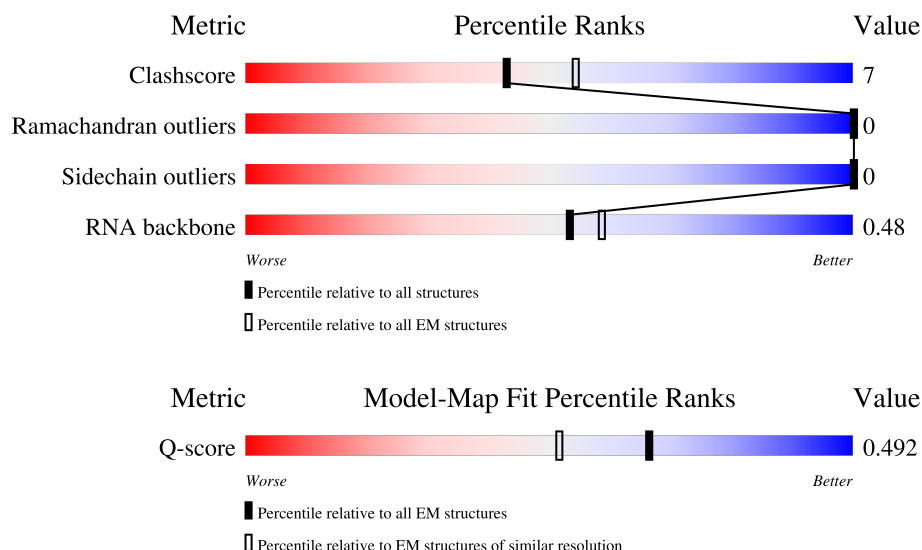 Metric Percentile Ranks Value
Clashscore 7
Ramachandran outliers 0
Sidechain outliers 0
RNA backbone 0.48
Worse Better
Percentile relative to all structures
Percentile relative to all EM structures
Metric Model-Map Fit Percentile Ranks Value
Q-score 0.492
Worse Better
Percentile relative to all EM structures
Percentile relative to EM structures of similar resolution